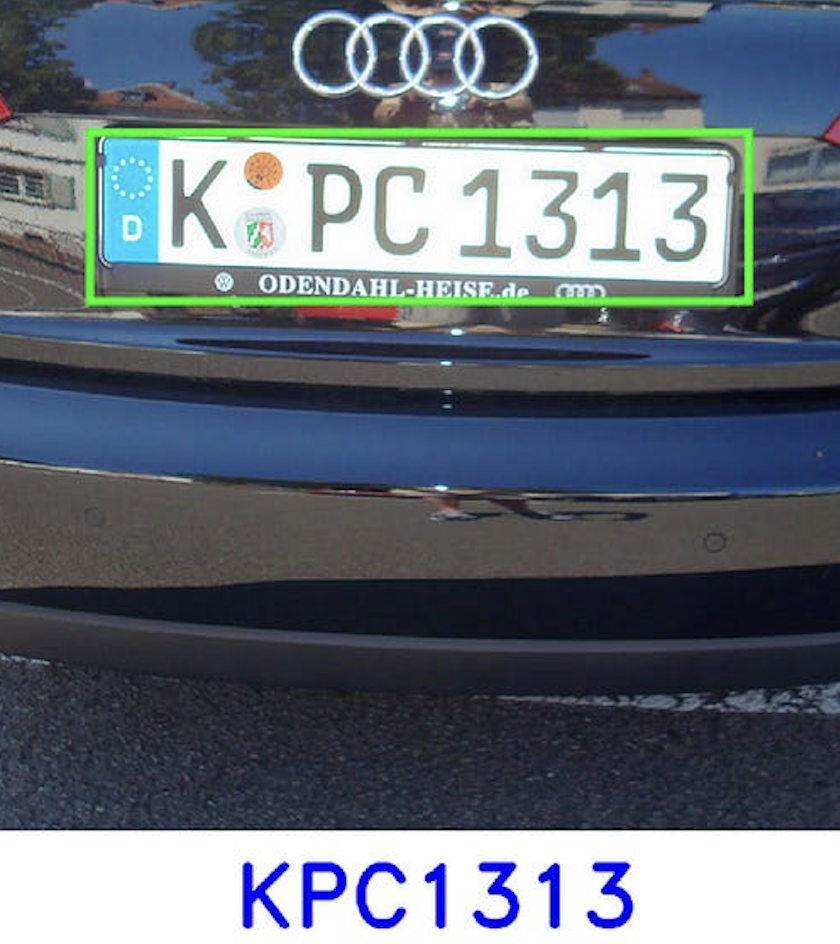 D K PC 1313
ODENDAHL-HEISE.de
KPC1313